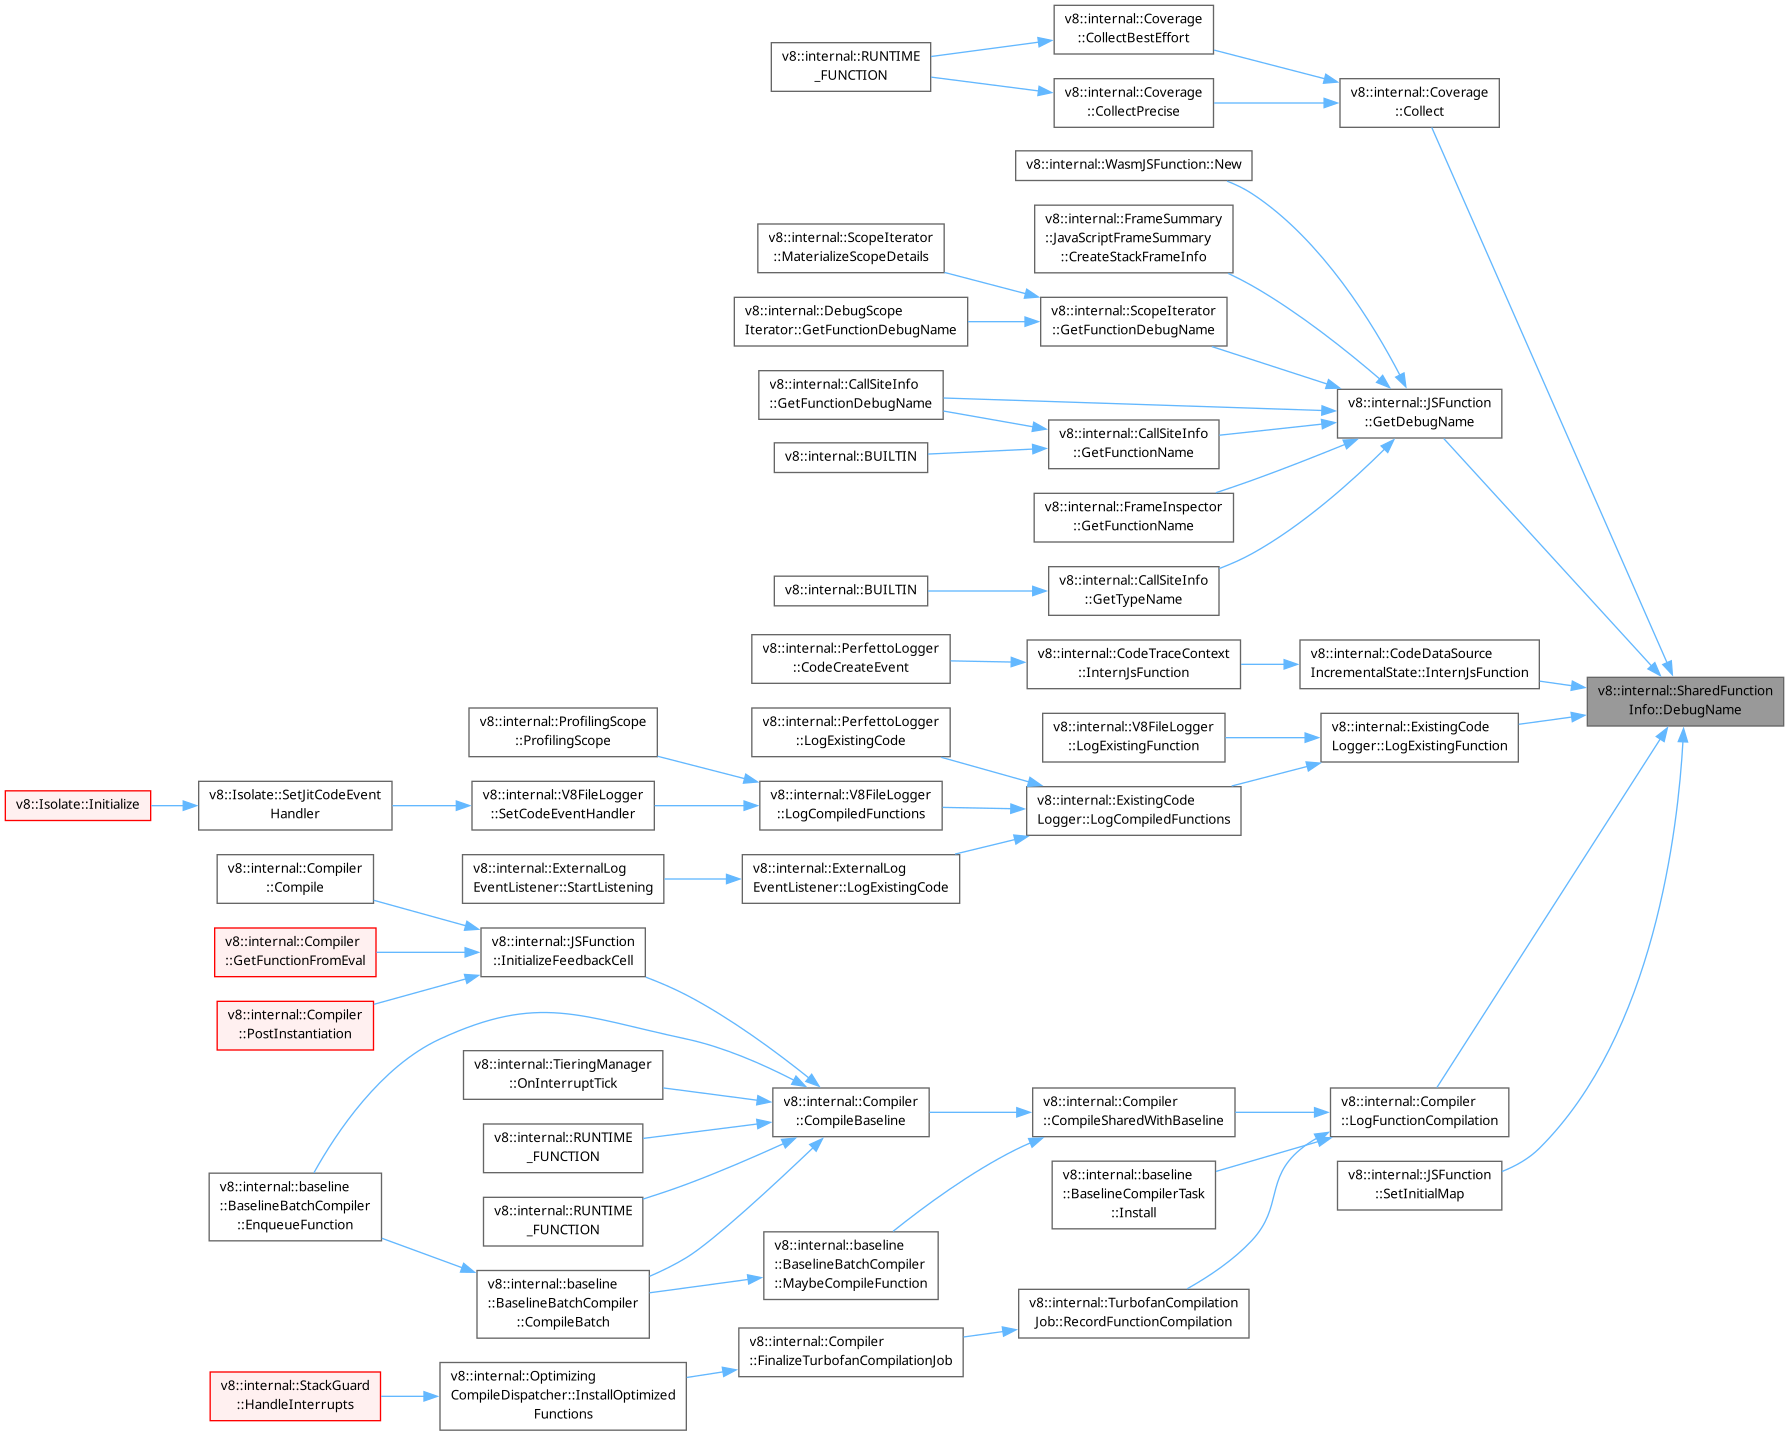 v8::internal::Coverage
::CollectBestEffort
v8::internal::RUNTIME
_FUNCTION
v8::internal::Coverage
::CollectPrecise
v8::internal::Coverage
::Collect
v8::internal::WasmJSFunction::New
v8::internal::FrameSummary
::JavaScriptFrameSummary
::CreateStackFrameInfo
v8::internal::ScopeIterator
::MaterializeScopeDetails
v8::internal::DebugScope
Iterator::GetFunctionDebugName
v8::internal::ScopeIterator
::GetFunctionDebugName
v8::internal::CallSiteInfo
::GetFunctionDebugName
v8::internal::JSFunction
::GetDebugName
v8::internal::CallSiteInfo
::GetFunctionName
v8::internal::BUILTIN
v8::internal::FrameInspector
::GetFunctionName
v8::internal::BUILTIN
v8::internal::CallSiteInfo
::GetTypeName
v8::internal::PerfettoLogger
::CodeCreateEvent
v8::internal::CodeTraceContext
::InternJsFunction
v8::internal::CodeDataSource
IncrementalState::InternJsFunction
v8::internal::SharedFunction
Info::DebugName
v8::internal::ProfilingScope
::ProfilingScope
v8::internal::PerfettoLogger
::LogExistingCode
v8::internal::V8FileLogger
::LogExistingFunction
v8::internal::ExistingCode
Logger::LogExistingFunction
v8::Isolate::Initialize
v8::Isolate::SetJitCodeEvent
Handler
v8::internal::V8FileLogger
::SetCodeEventHandler
v8::internal::V8FileLogger
::LogCompiledFunctions
v8::internal::ExistingCode
Logger::LogCompiledFunctions
v8::internal::Compiler
::Compile
v8::internal::ExternalLog
EventListener::StartListening
v8::internal::ExternalLog
EventListener::LogExistingCode
v8::internal::Compiler
::GetFunctionFromEval
v8::internal::JSFunction
::InitializeFeedbackCell
v8::internal::Compiler
::PostInstantiation
v8::internal::TieringManager
::OnInterruptTick
v8::internal::Compiler
::CompileBaseline
v8::internal::Compiler
::CompileSharedWithBaseline
v8::internal::Compiler
::LogFunctionCompilation
v8::internal::RUNTIME
_FUNCTION
v8::internal::baseline
::BaselineBatchCompiler
::EnqueueFunction
v8::internal::RUNTIME
_FUNCTION
v8::internal::baseline
::BaselineCompilerTask
::Install
v8::internal::JSFunction
::SetInitialMap
v8::internal::baseline
::BaselineBatchCompiler
::CompileBatch
v8::internal::baseline
::BaselineBatchCompiler
::MaybeCompileFunction
v8::internal::TurbofanCompilation
Job::RecordFunctionCompilation
v8::internal::Compiler
::FinalizeTurbofanCompilationJob
v8::internal::StackGuard
::HandleInterrupts
v8::internal::Optimizing
CompileDispatcher::InstallOptimized
Functions